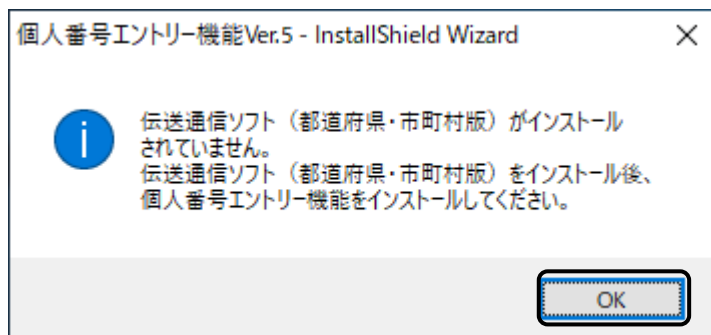 個人番号エントリー機能Ver.5 - InstallShield Wizard
伝送通信ソフト（都道府県・市町村版）がインストール
されていません。
伝送通信ソフト（都道府県・市町村版）をインストール後、
個人番号エントリー機能をインストールしてください。
OK